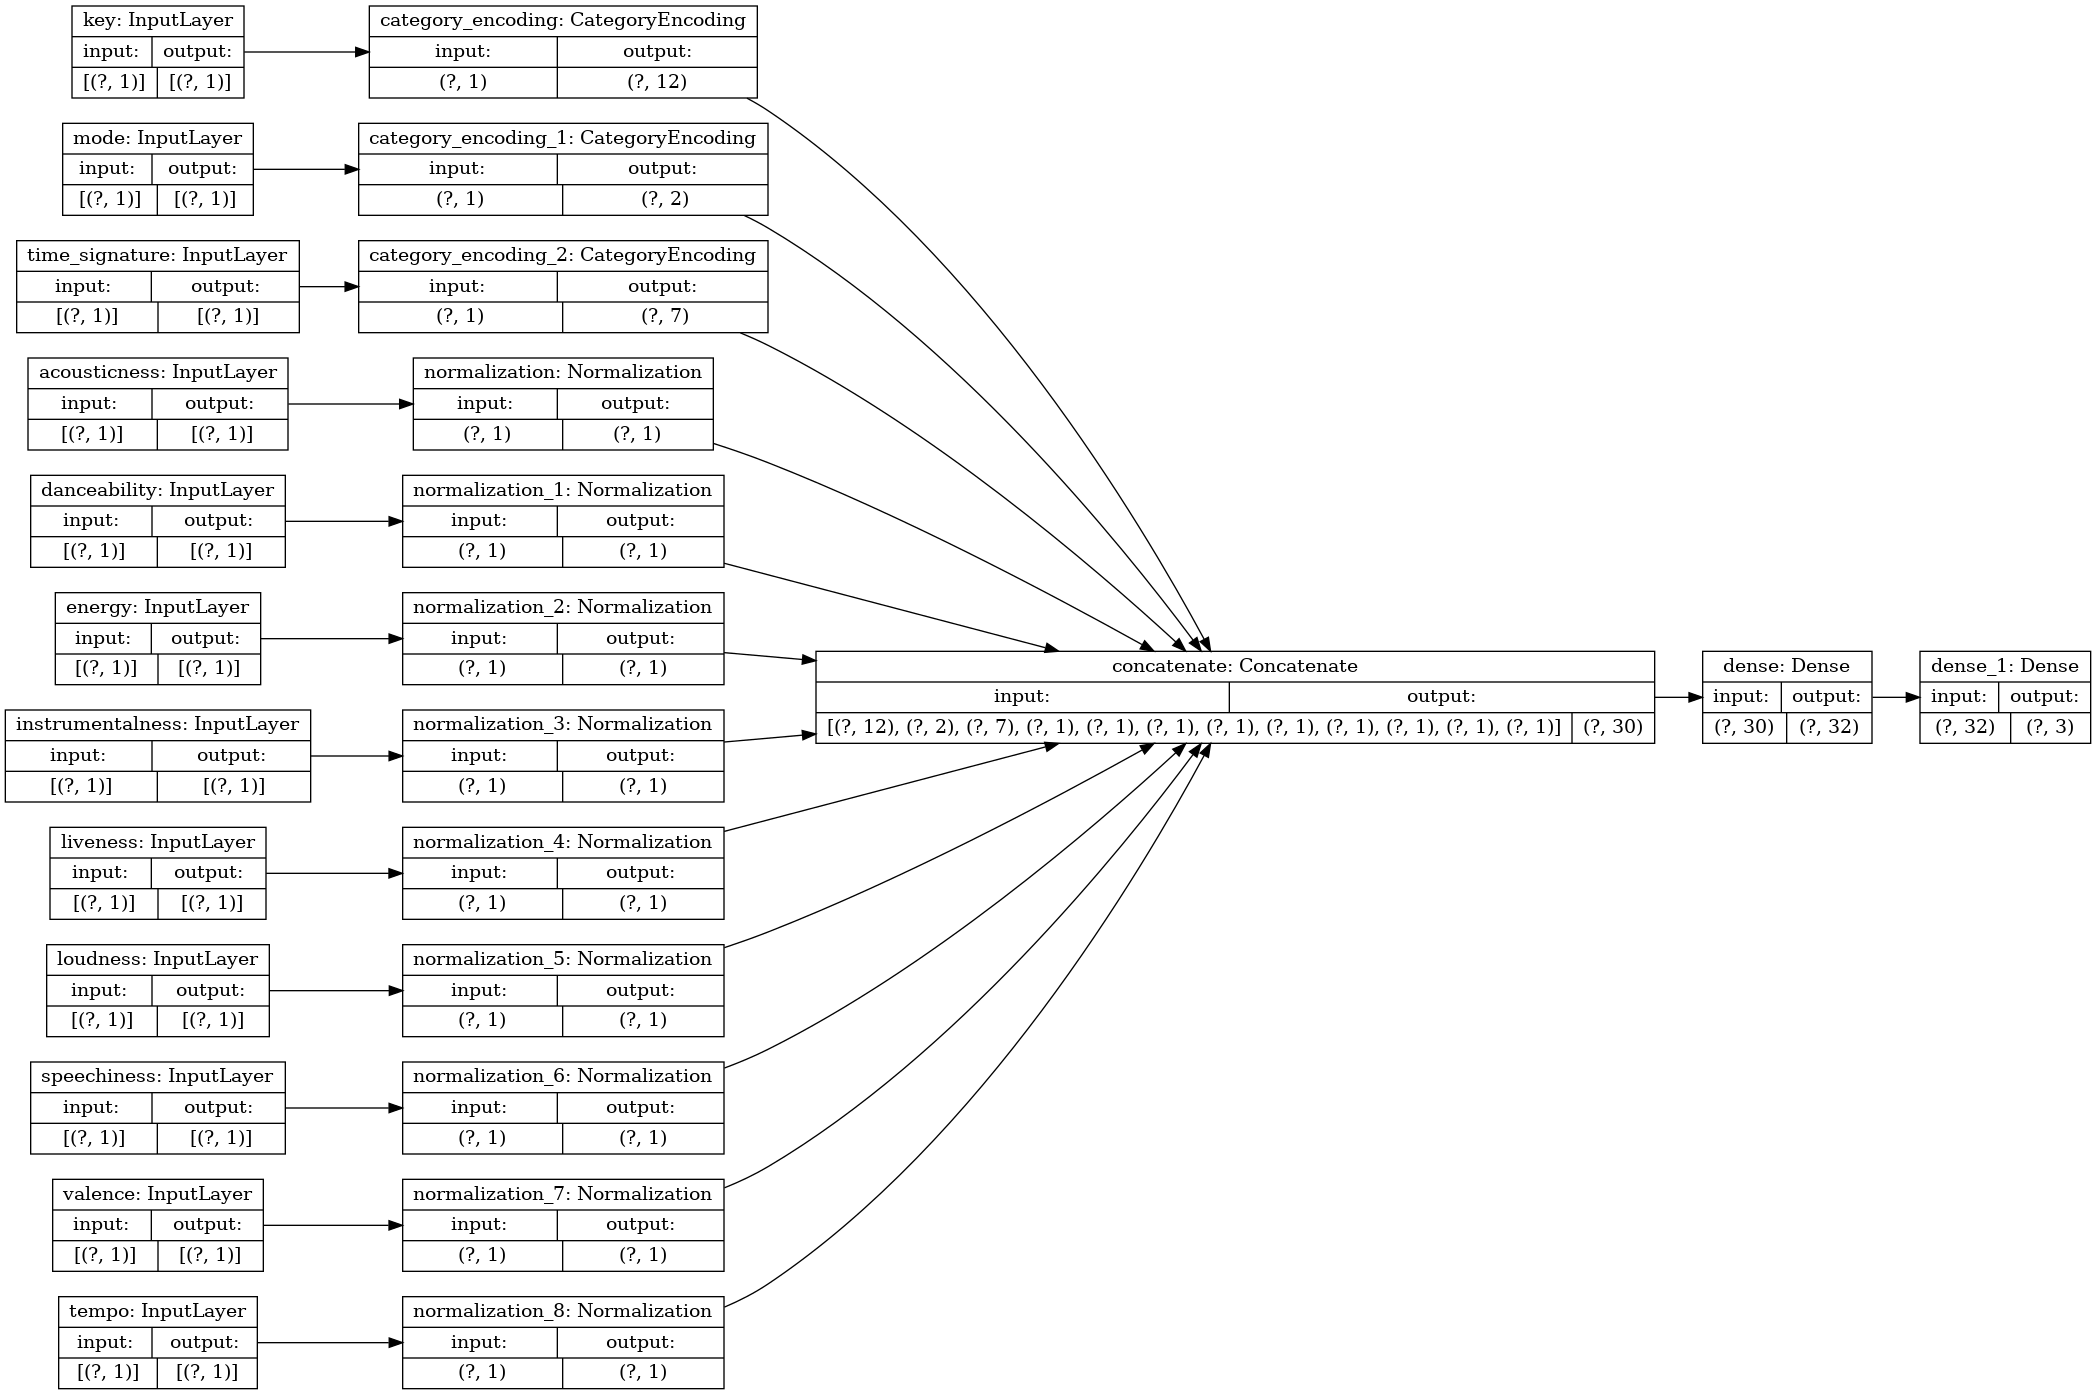 key: InputLayer
input: output:
[(?, 1)] [(?, 1)]
category_encoding: CategoryEncoding
input: output:
(?, 1) (?, 12)
mode: InputLayer
input: output:
[(?, 1)] [(?, 1)]
category_encoding_1: CategoryEncoding
input: output:
(?, 1) (?, 2)
time_signature: InputLayer
input: output:
[(?, 1)] [(?, 1)]
category_encoding_2: CategoryEncoding
input: output:
(?, 1) (?, 7)
acousticness: InputLayer
input: output:
[(?, 1)] [(?, 1)]
normalization: Normalization
input: output:
(?, 1) (?, 1)
danceability: InputLayer
input: output:
[(?, 1)] [(?, 1)]
normalization_1: Normalization
input: output:
(?, 1) (?, 1)
energy: InputLayer
input: output:
[(?, 1)] [(?, 1)]
normalization_2: Normalization
input: output:
(?, 1) (?, 1)
instrumentalness: InputLayer
input: output:
[(?, 1)] [(?, 1)]
normalization_3: Normalization
input: output:
(?, 1) (?, 1)
liveness: InputLayer
input: output:
[(?, 1)] [(?, 1)]
normalization_4: Normalization
input: output:
(?, 1) (?, 1)
loudness: InputLayer
input: output:
[(?, 1)] [(?, 1)]
normalization_5: Normalization
input: output:
(?, 1) (?, 1)
speechiness: InputLayer
input: output:
[(?, 1)] [(?, 1)]
normalization_6: Normalization
input: output:
(?, 1) (?, 1)
valence: InputLayer
input: output:
[(?, 1)] [(?, 1)]
normalization_7: Normalization
input: output:
(?, 1) (?, 1)
tempo: InputLayer
input: output:
[(?, 1)] [(?, 1)]
normalization_8: Normalization
input: output:
(?, 1) (?, 1)
concatenate: Concatenate
input: output:
[(?, 12), (?, 2), (?, 7), (?, 1), (?, 1), (?, 1), (?, 1), (?, 1), (?, 1), (?, 1), (?, 1), (?, 1)] (?, 30)
dense: Dense
input: output:
(?, 30) (?, 32)
dense_1: Dense
input: output:
(?, 32) (?, 3)